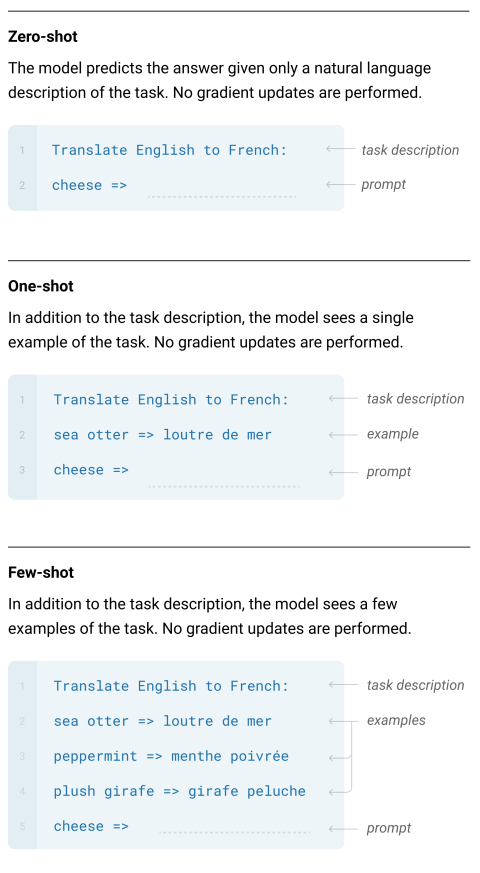 Zero-shot
The model predicts the answer given only a natural language
description of the task. No gradient updates are performed.
1 Translate English to French: task description
2 cheese => prompt
One-shot
In addition to the task description, the model sees a single
example of the task. No gradient updates are performed.
1 Translate English to French: task description
2 sea otter => loutre de mer example
3 cheese => prompt
Few-shot
In addition to the task description, the model sees a few
examples of the task. No gradient updates are performed.
1 Translate English to French: task description
2 sea otter => loutre de mer examples
3 peppermint => menthe poivrée
4 plush girafe => girafe peluche
5 cheese => prompt